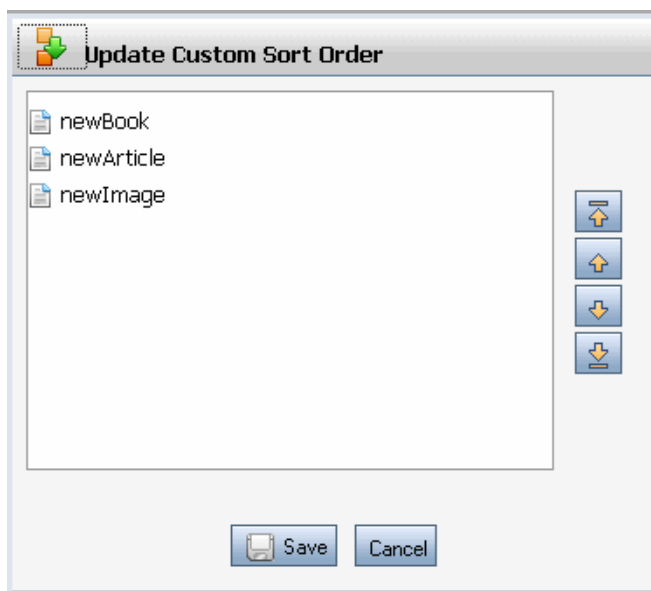 Update Custom Sort Order
newBook
newArticle
newImage
Save
Cancel